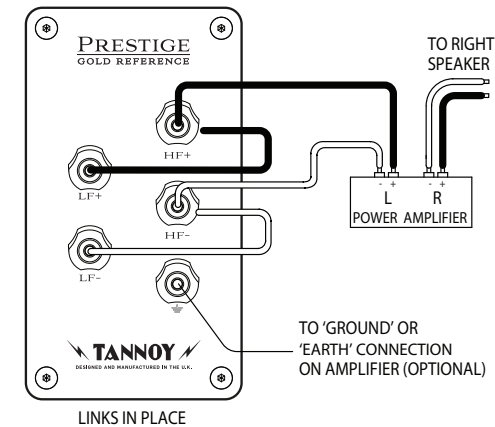 PRESTIGE
GOLD REFERENCE
TO RIGHT
SPEAKER
HF+
LF+
HF-
LF-
- + - +
L R
POWER AMPLIFIER
TO 'GROUND' OR
'EARTH' CONNECTION
ON AMPLIFIER (OPTIONAL)
TANNOY
DESIGNED AND MANUFACTURED IN THE U.K.
LINKS IN PLACE